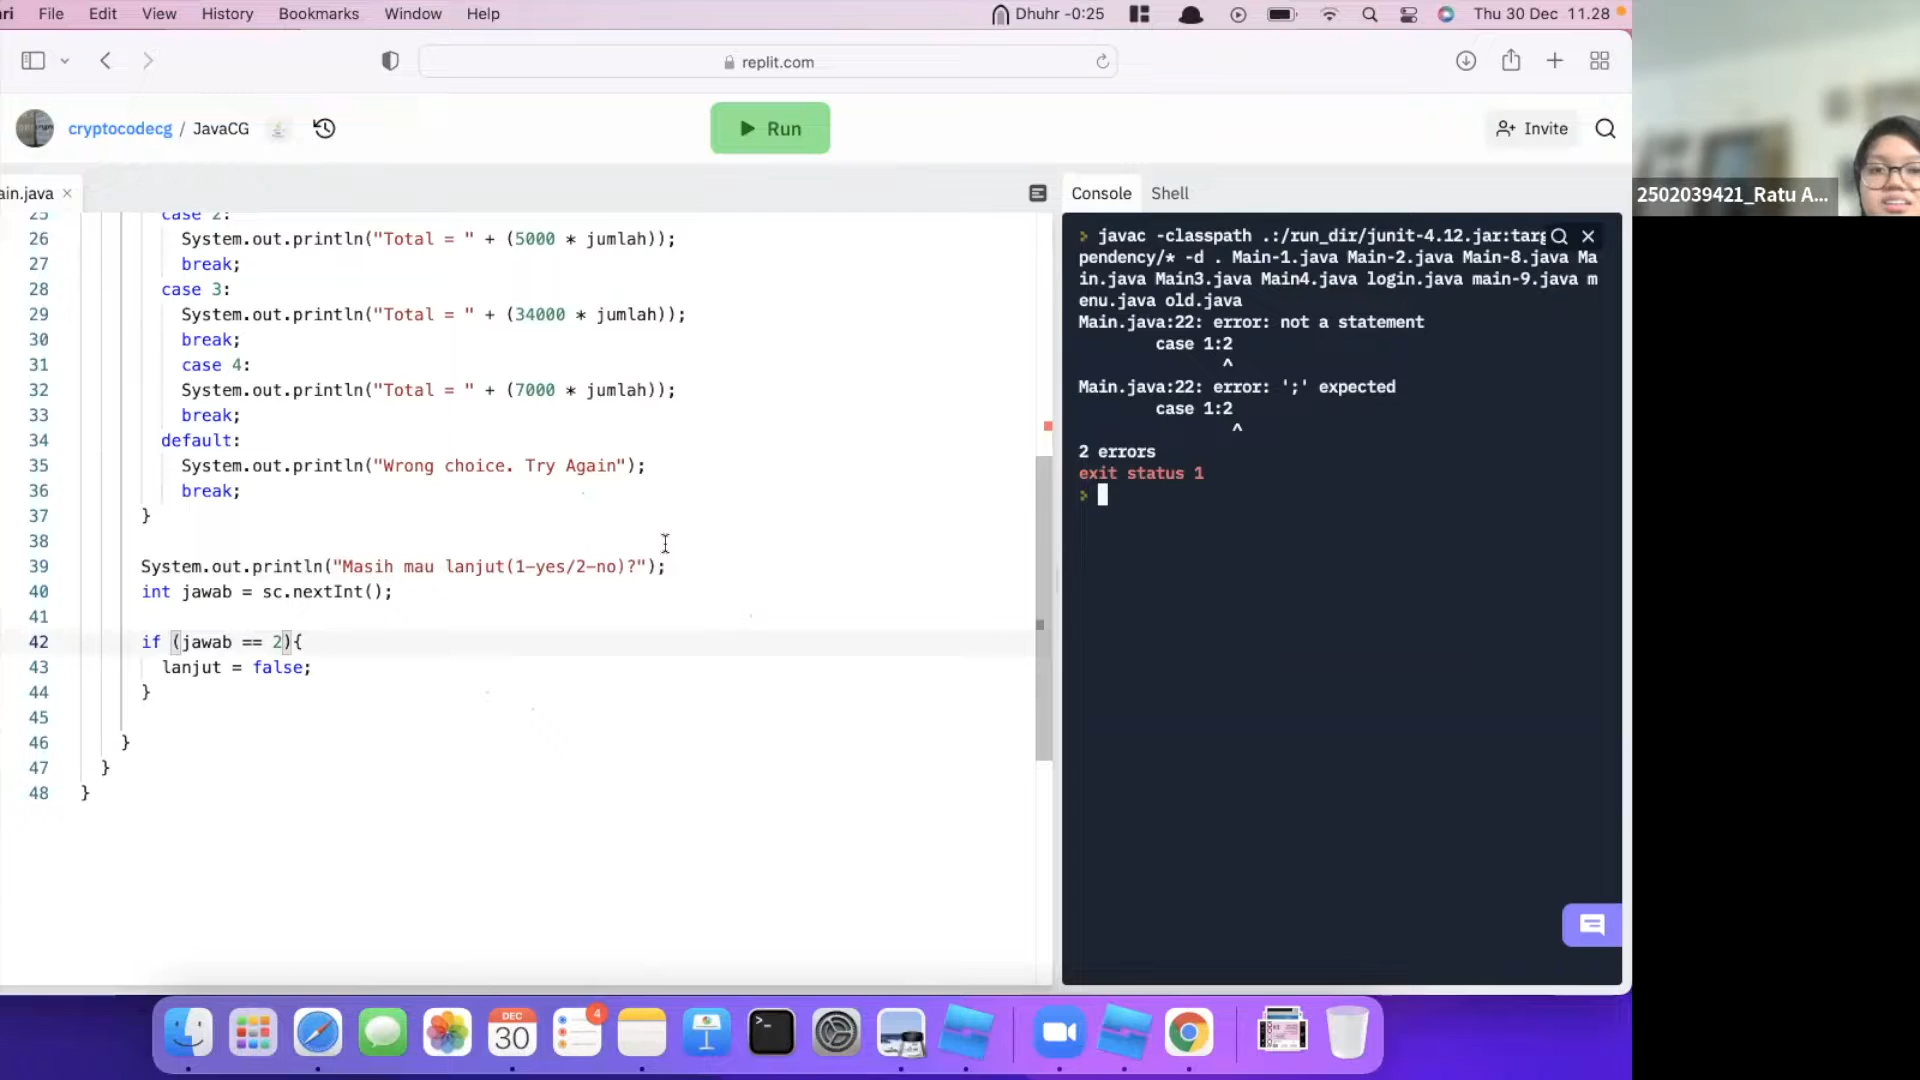 ri File Edit View History Bookmarks Window Help Dhuhr -0:25 Thu 30 Dec 11.28
replit.com
cryptocodecg / JavaCG Run Invite
ain.java × Console Shell
25 case 2:
26 System.out.println("Total = " + (5000 * jumlah));
27 break;
28 case 3:
29 System.out.println("Total = " + (34000 * jumlah));
30 break;
31 case 4:
32 System.out.println("Total = " + (7000 * jumlah));
33 break;
34 default:
35 System.out.println("Wrong choice. Try Again");
36 break;
37 }
38
39 System.out.println("Masih mau lanjut(1-yes/2-no)?");
40 int jawab = sc.nextInt();
41
42 if (jawab == 2){
43 lanjut = false;
44 }
45
46 }
47 }
48 }
javac -classpath .:/run_dir/junit-4.12.jar:targ
pendency/* -d . Main-1.java Main-2.java Main-8.java Ma
in.java Main3.java Main4.java login.java main-9.java m
enu.java old.java
Main.java:22: error: not a statement
case 1:2
^
Main.java:22: error: ';' expected
case 1:2
^
2 errors
exit status 1
2502039421_Ratu A...
DEC
30
4